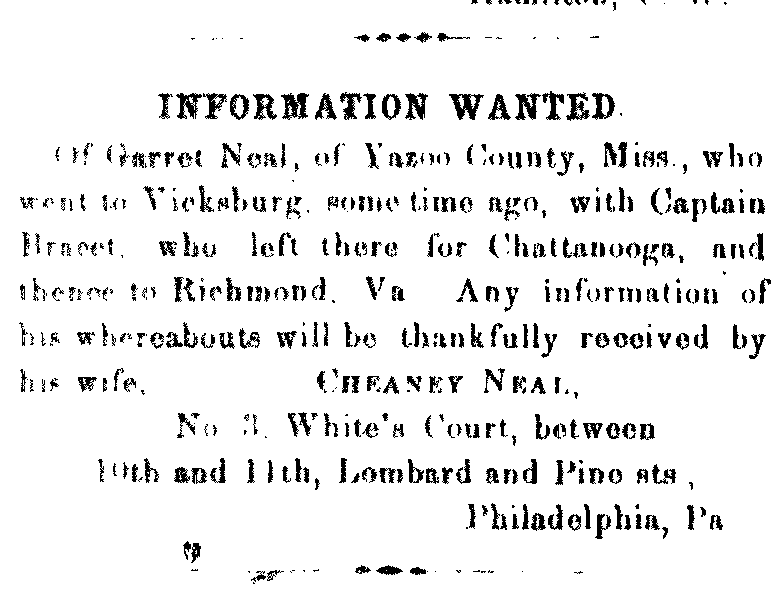 INFORMATION WANTED.
Of Garret Neal, of Yazoo County, Miss., who
went to Vicksburg, some time ago, with Captain
Bracet, who left there for Chattanooga, and
thence to Richmond, Va Any information of
his whereabouts will be thankfully received by
his wife, CHEANEY NEAL,
No 3, White's Court, between
10th and 11th, Lombard and Pine sts,
Philadelphia, Pa